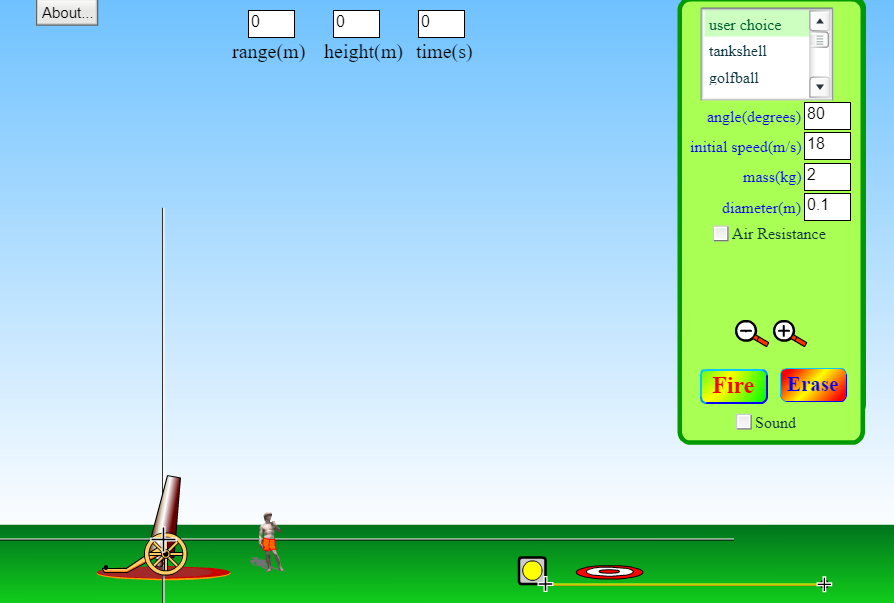 About...
0 0 0
range(m) height(m) time(s)
user choice
tankshell
golfball
angle(degrees) 80
initial speed(m/s) 18
mass(kg) 2
diameter(m) 0.1
Air Resistance
Fire Erase
Sound